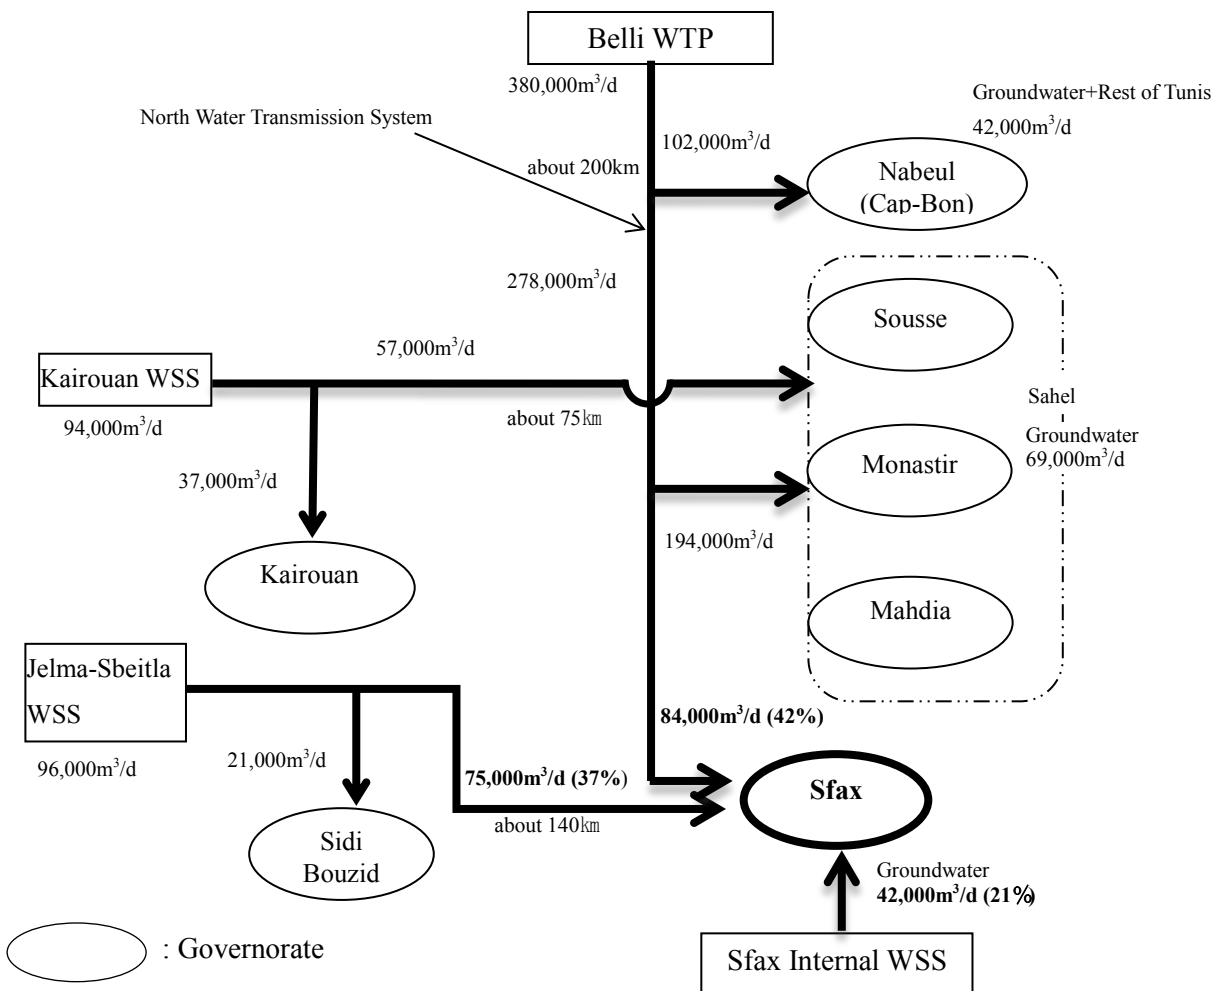 Belli WTP
380,000m³/d
Groundwater+Rest of Tunis
42,000m³/d
North Water Transmission System
102,000m³/d
about 200km
Nabeul
(Cap-Bon)
278,000m³/d
Sousse
57,000m³/d
Kairouan WSS
94,000m³/d
about 75㎞
Sahel
Groundwater
69,000m³/d
Monastir
37,000m³/d
194,000m³/d
Kairouan
Mahdia
Jelma-Sbeitla
WSS
96,000m³/d
21,000m³/d
84,000m³/d (42%)
75,000m³/d (37%)
about 140㎞
Sfax
Sidi
Bouzid
Groundwater
42,000m³/d (21%)
: Governorate
Sfax Internal WSS